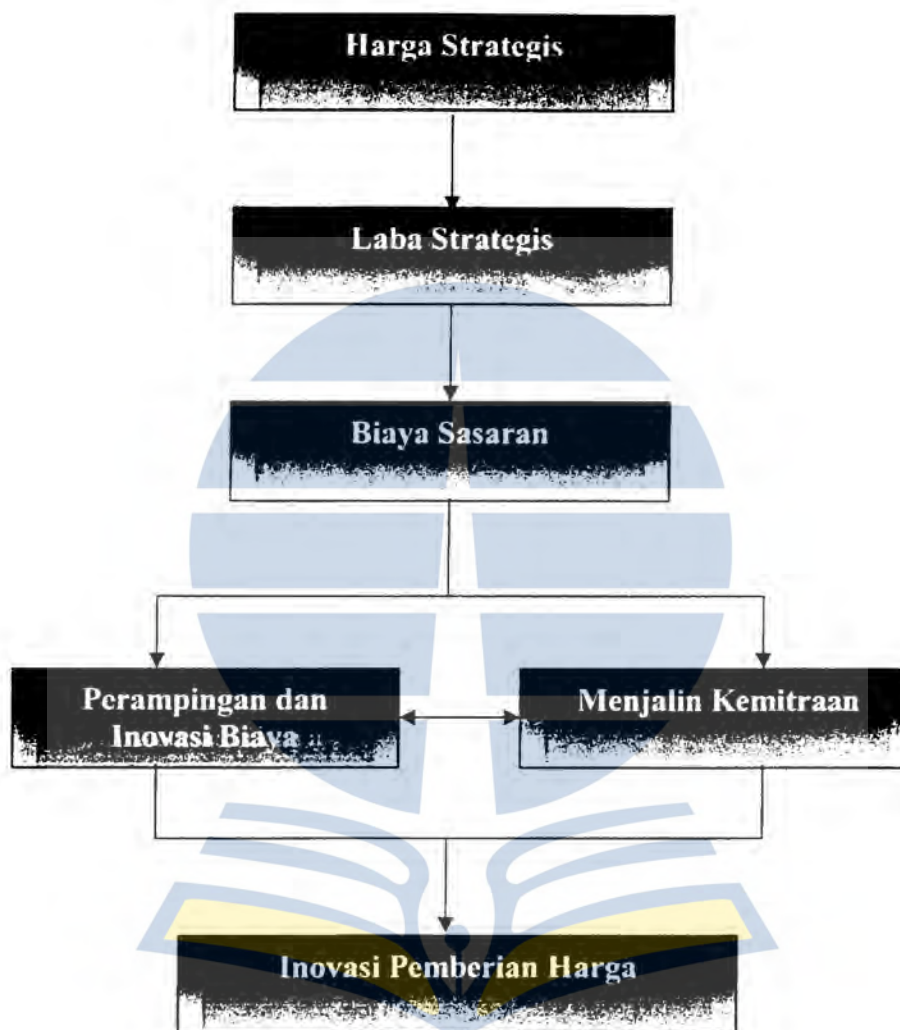 Harga Strategis
Laba Strategis
Biaya Sasaran
Perampingan dan
Inovasi Biaya
Menjalin Kemitraan
Inovasi Pemberian Harga